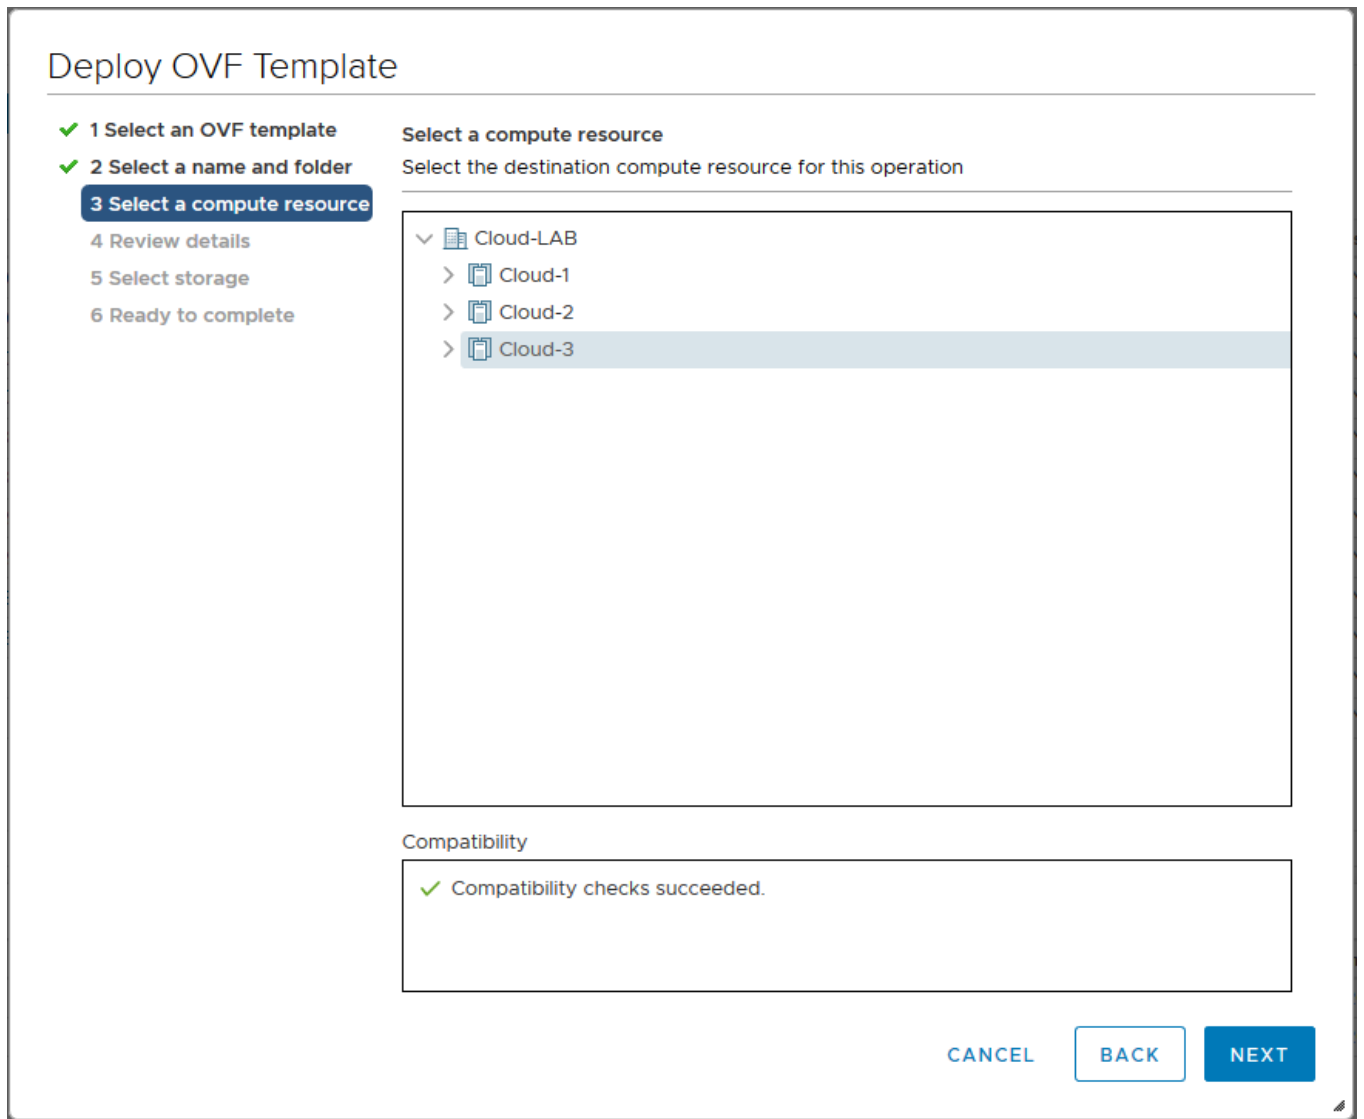 Deploy OVF Template
1 Select an OVF template
2 Select a name and folder
3 Select a compute resource
4 Review details
5 Select storage
6 Ready to complete
Select a compute resource
Select the destination compute resource for this operation
Cloud-LAB
Cloud-1
Cloud-2
Cloud-3
Compatibility
Compatibility checks succeeded.
CANCEL
BACK
NEXT